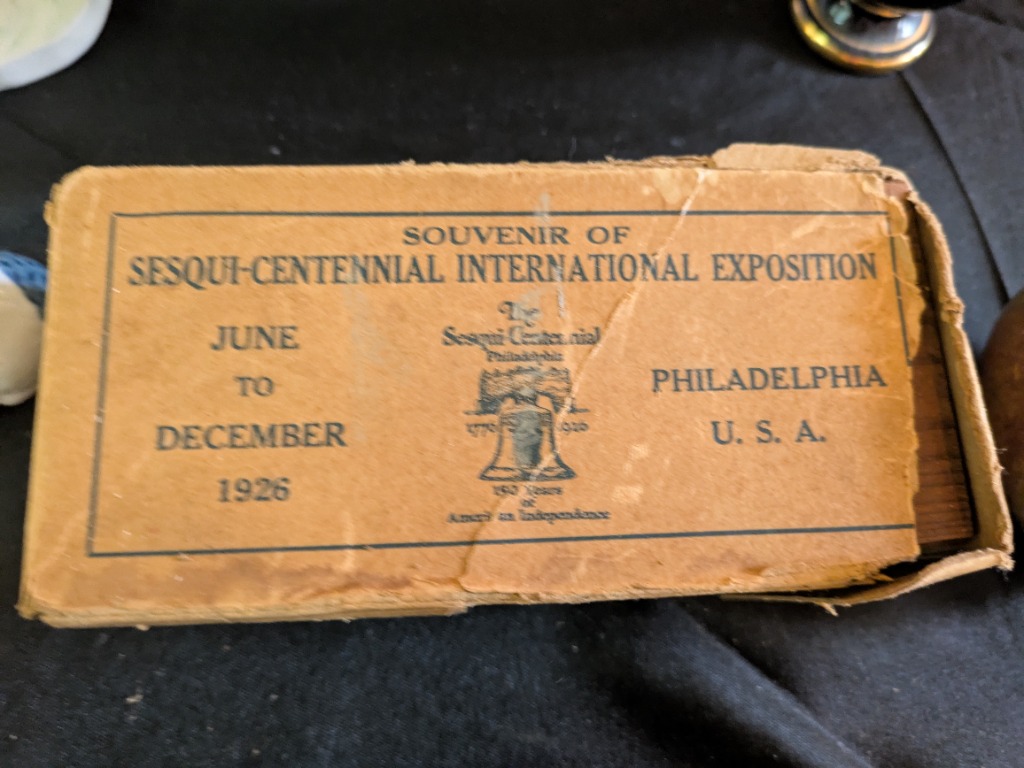 SOUVENIR OF
SESQUI-CENTENNIAL INTERNATIONAL EXPOSITION
JUNE
TO
DECEMBER
1926
The
Sesqui-Centennial
Philadelphia
1776 1926
150 Years
of
American Independence
PHILADELPHIA
U. S. A.